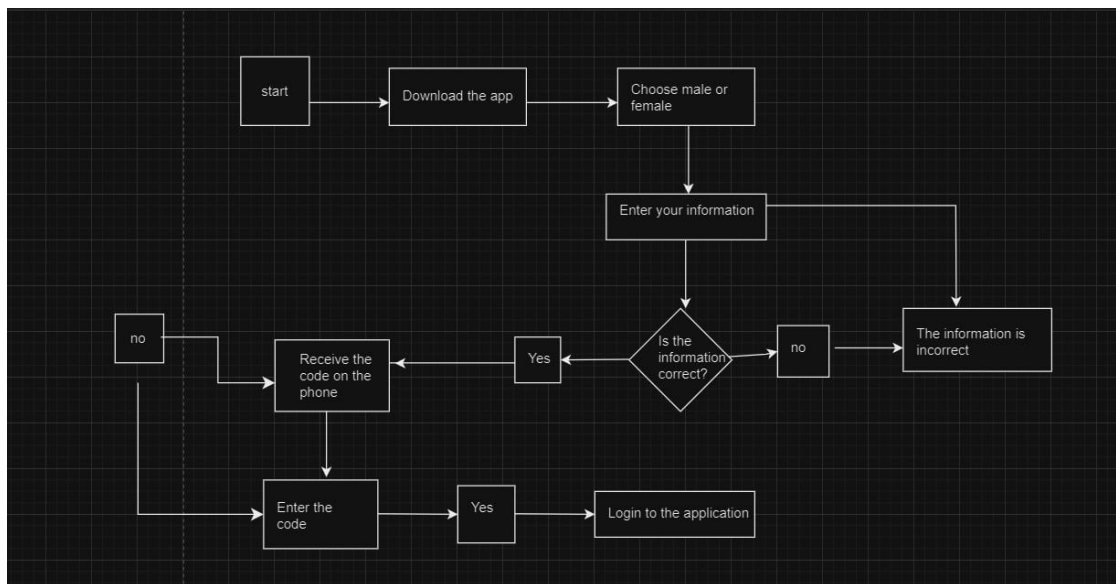 start
Download the app
Choose male or
female
Enter your information
no
Receive the
code on the
phone
Yes
Is the
information
correct?
no
The information is
incorrect
Enter the
code
Yes
Login to the application